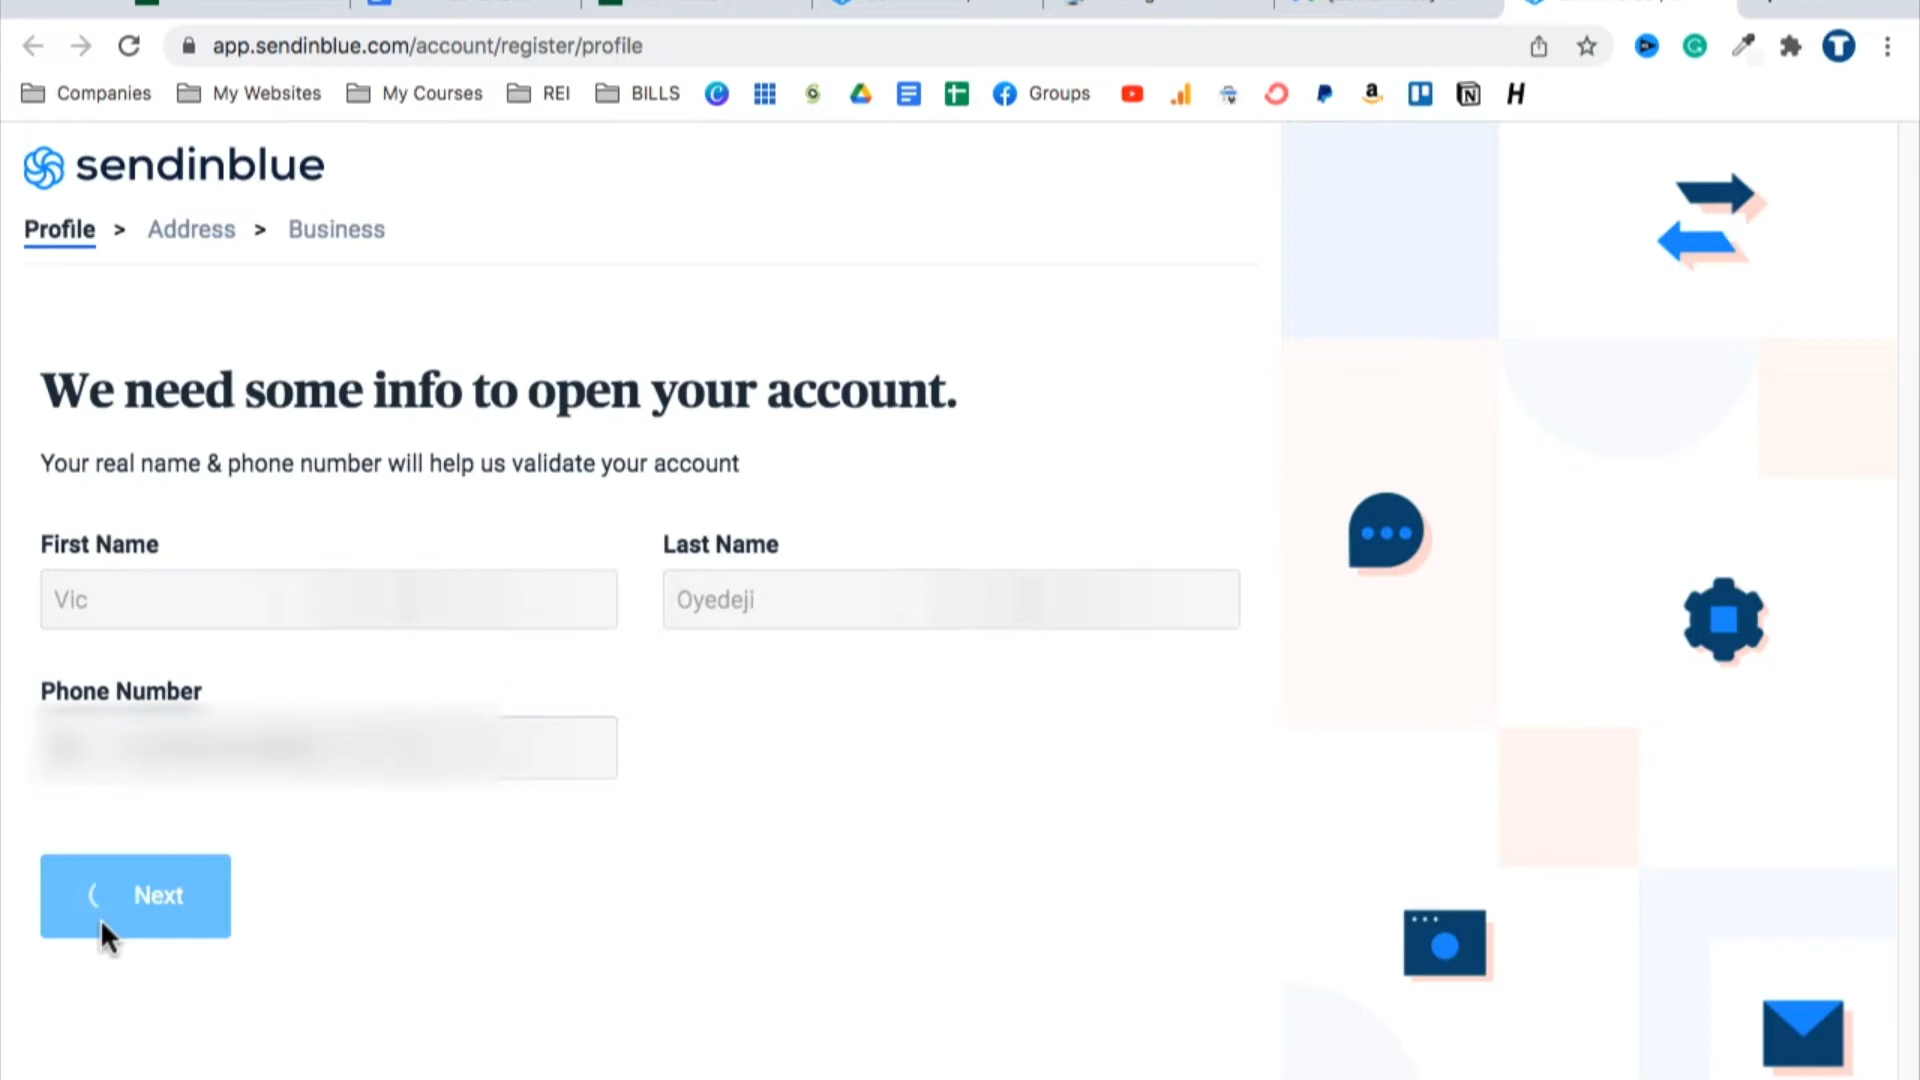 app.sendinblue.com/account/register/profile
Companies My Websites My Courses REI BILLS Groups
sendinblue
Profile > Address > Business
We need some info to open your account.
Your real name & phone number will help us validate your account
First Name Last Name
Vic Oyedeji
Phone Number
Next